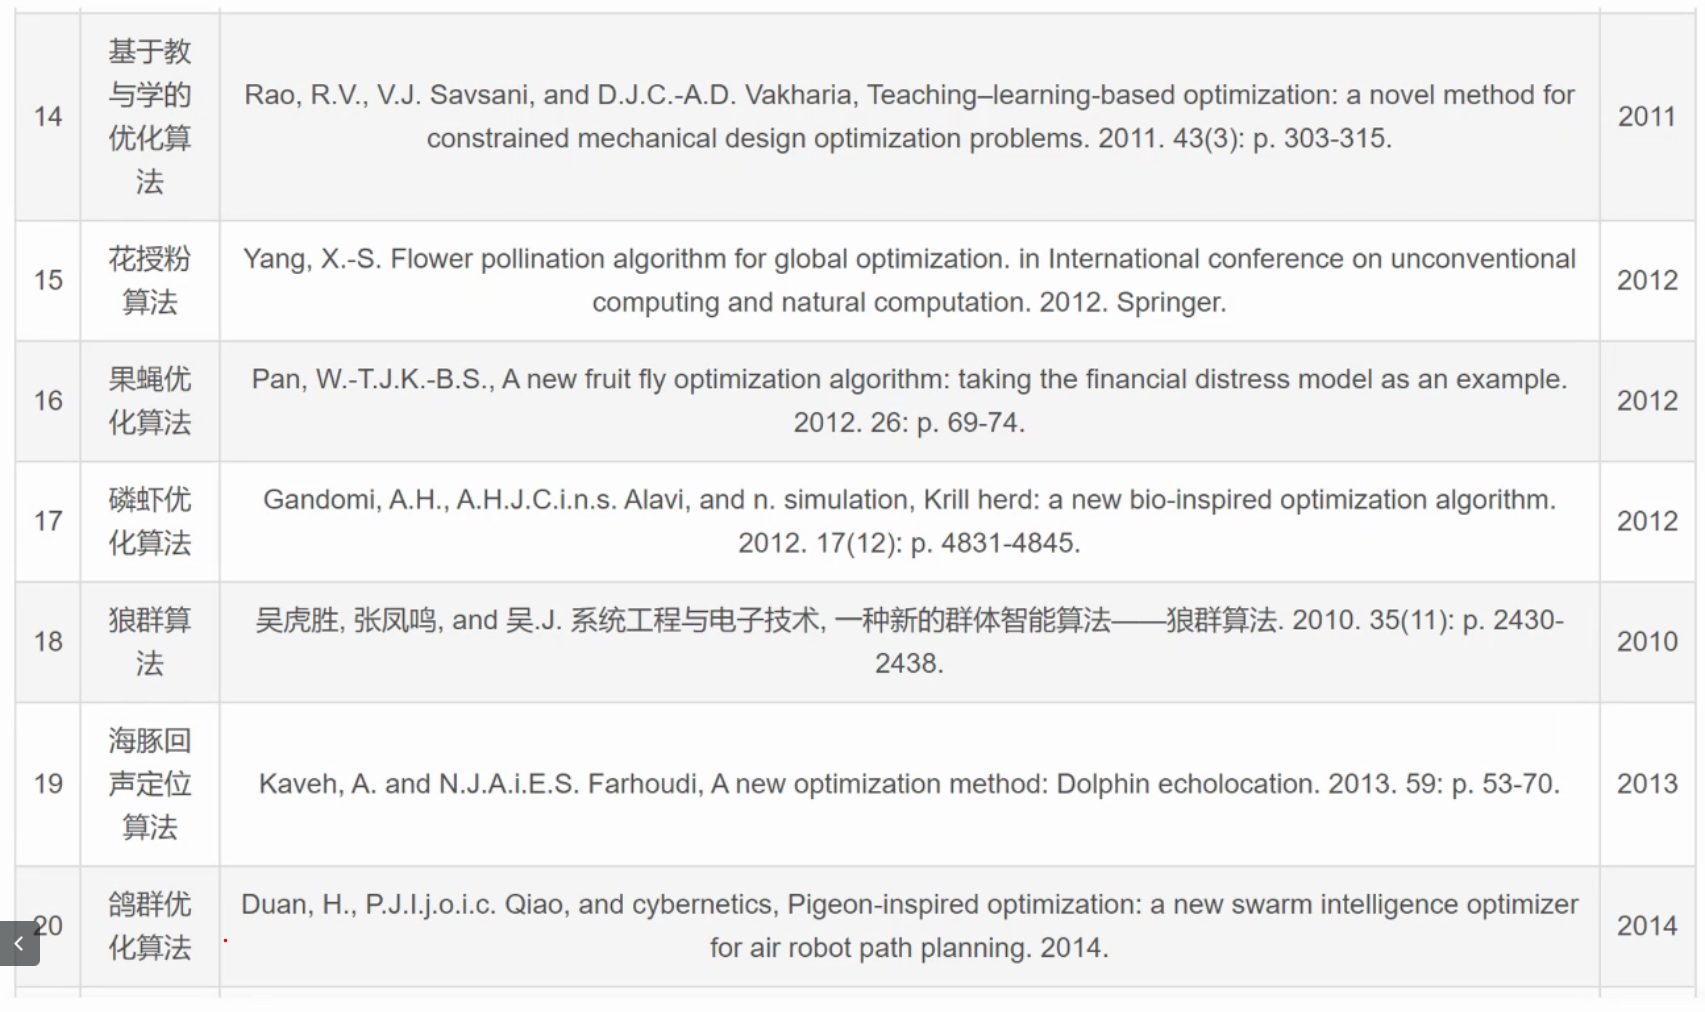 14
基于教
与学的
优化算
法
Rao, R.V., V.J. Savsani, and D.J.C.-A.D. Vakharia, Teaching–learning-based optimization: a novel method for
constrained mechanical design optimization problems. 2011. 43(3): p. 303-315.
2011
15
花授粉
算法
Yang, X.-S. Flower pollination algorithm for global optimization. in International conference on unconventional
computing and natural computation. 2012. Springer.
2012
16
果蝇优
化算法
Pan, W.-T.J.K.-B.S., A new fruit fly optimization algorithm: taking the financial distress model as an example.
2012. 26: p. 69-74.
2012
17
磷虾优
化算法
Gandomi, A.H., A.H.J.C.i.n.s. Alavi, and n. simulation, Krill herd: a new bio-inspired optimization algorithm.
2012. 17(12): p. 4831-4845.
2012
18
狼群算
法
吴虎胜, 张凤鸣, and 吴.J. 系统工程与电子技术, 一种新的群体智能算法——狼群算法. 2010. 35(11): p. 2430-
2438.
2010
19
海豚回
声定位
算法
Kaveh, A. and N.J.A.i.E.S. Farhoudi, A new optimization method: Dolphin echolocation. 2013. 59: p. 53-70.
2013
20
鸽群优
化算法
Duan, H., P.J.I.j.o.i.c. Qiao, and cybernetics, Pigeon-inspired optimization: a new swarm intelligence optimizer
for air robot path planning. 2014.
2014